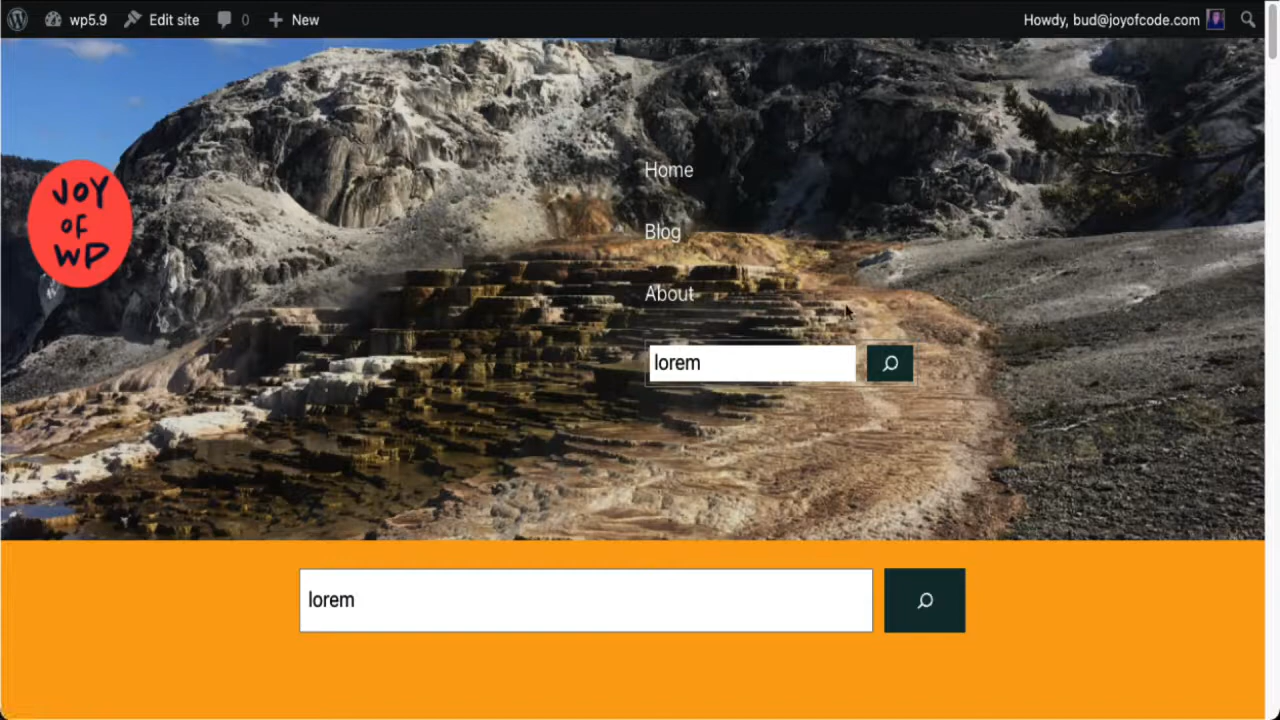 wp5.9 Edit site 0 New Howdy, bud@joyofcode.com
JOY
OF
WP
Home
Blog
About
lorem
lorem